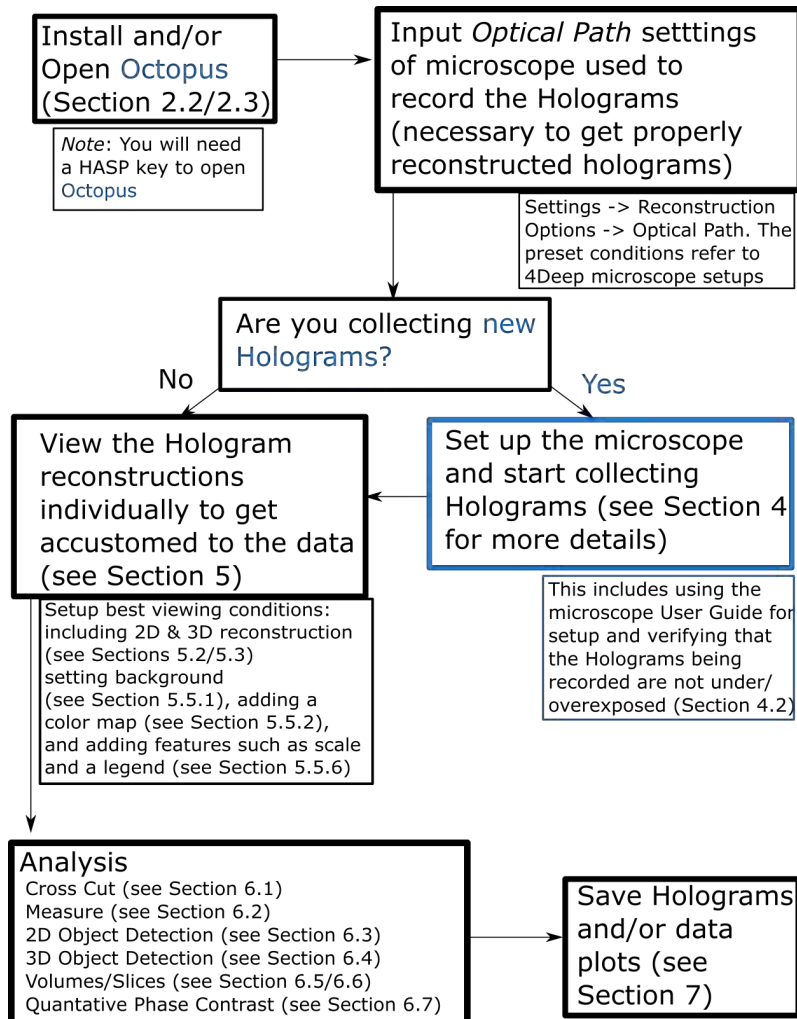 Install and/or
Open Octopus
(Section 2.2/2.3)
Note: You will need
a HASP key to open
Octopus
Input Optical Path setttings
of microscope used to
record the Holograms
(necessary to get properly
reconstructed holograms)
Settings -> Reconstruction
Options -> Optical Path. The
preset conditions refer to
4Deep microscope setups
Are you collecting new
Holograms?
No
Yes
View the Hologram
reconstructions
individually to get
accustomed to the data
(see Section 5)
Set up the microscope
and start collecting
Holograms (see Section 4
for more details)
Setup best viewing conditions:
including 2D & 3D reconstruction
(see Sections 5.2/5.3)
setting background
(see Section 5.5.1), adding a
color map (see Section 5.5.2),
and adding features such as scale
and a legend (see Section 5.5.6)
This includes using the
microscope User Guide for
setup and verifying that
the Holograms being
recorded are not under/
overexposed (Section 4.2)
Analysis
Cross Cut (see Section 6.1)
Measure (see Section 6.2)
2D Object Detection (see Section 6.3)
3D Object Detection (see Section 6.4)
Volumes/Slices (see Section 6.5/6.6)
Quantative Phase Contrast (see Section 6.7)
Save Holograms
and/or data
plots (see
Section 7)